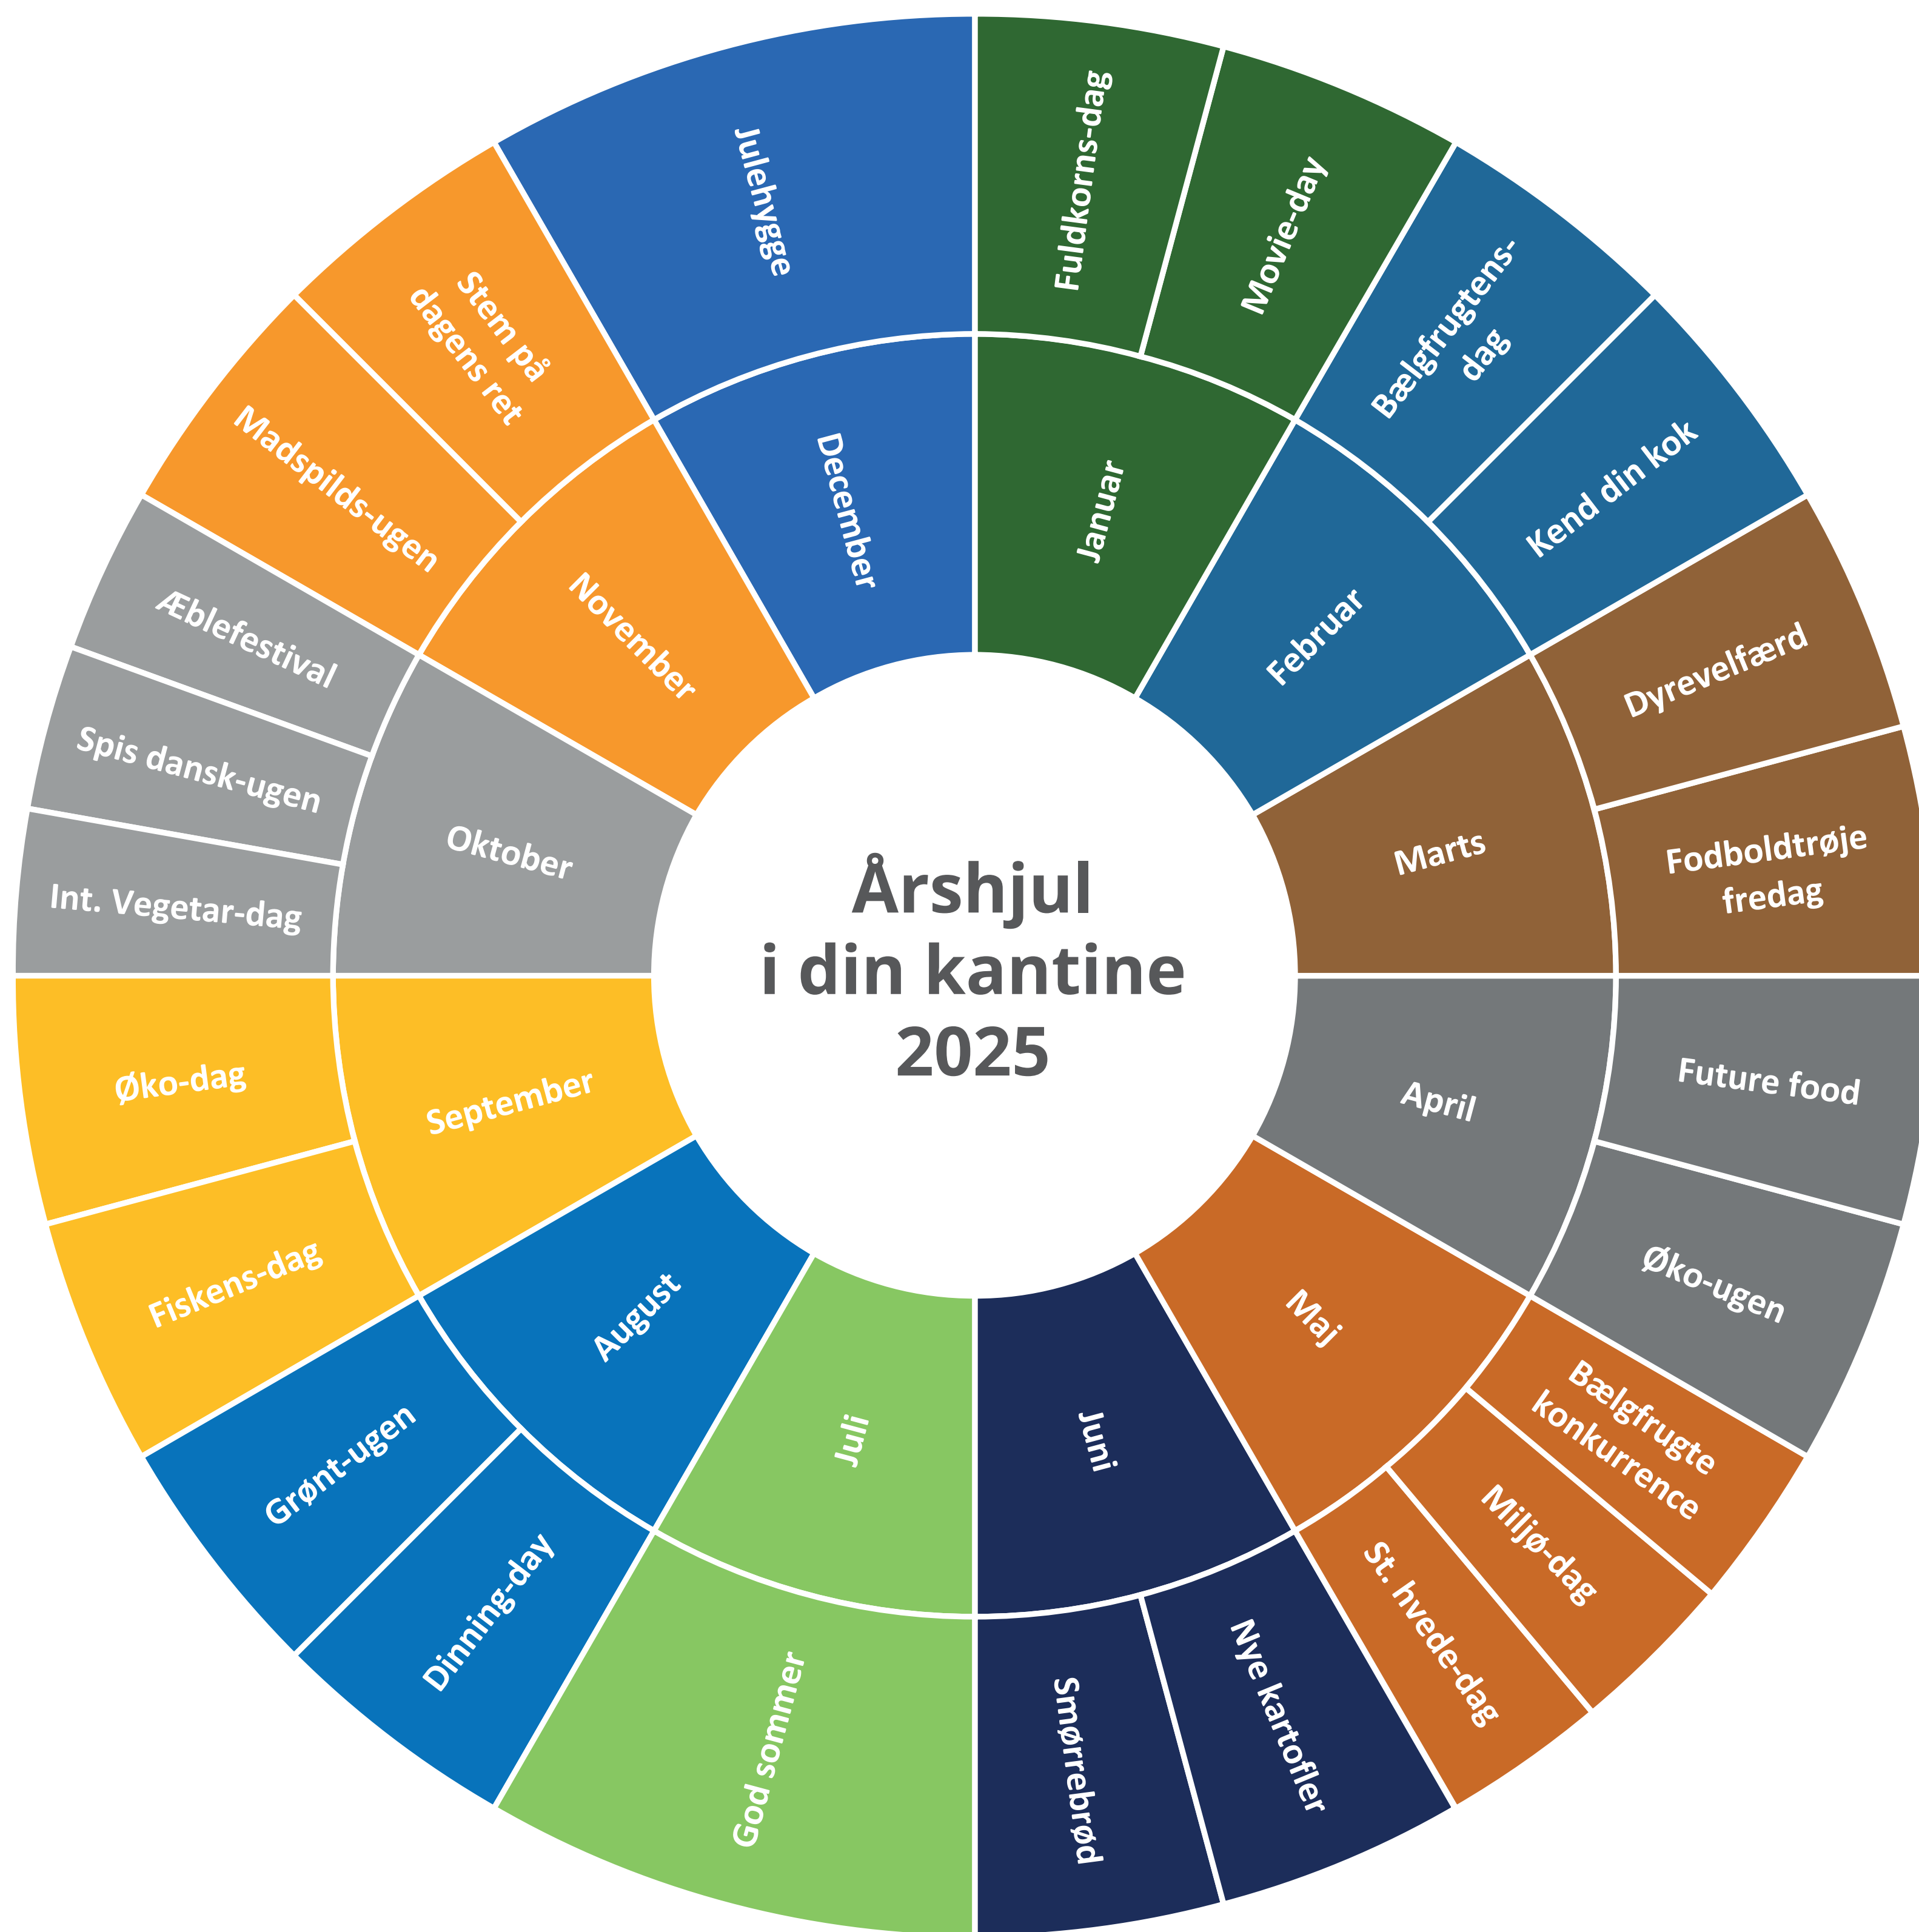 Årshjul
i din kantine
2025
Januar
Fuldkorns-dag
Movie-day
Februar
Bælgfrugtens-
dag
Kend din kok
Marts
Dyrevelfærd
Fodboldtrøje
fredag
April
Future food
Øko-ugen
Maj
Bælgfrugte
konkurrence
Miljø-dag
St. hvede-dag
Juni
Nye kartofler
Smørrebrød
Juli
God sommer
August
Dinning-day
Grønt-ugen
September
Fiskens-dag
Øko-dag
Oktober
Int. Vegetar-dag
Spis dansk-ugen
Æblefestival
November
Madspilds-ugen
Stem på
dagens ret
December
Julehygge